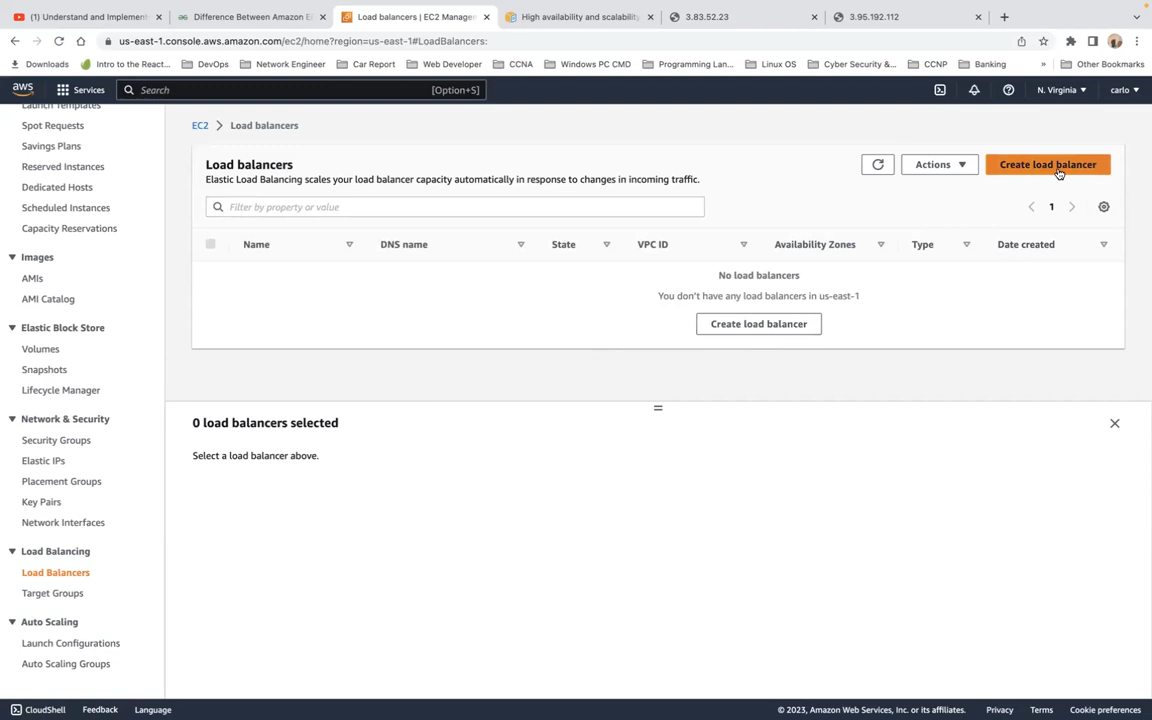 (1) Understand and Implement
Difference Between Amazon E
Load balancers | EC2 Manage
High availability and scalability
3.83.52.23
3.95.192.112
us-east-1.console.aws.amazon.com/ec2/home?region=us-east-1#LoadBalancers:
Downloads
Intro to the React...
DevOps
Network Engineer
Car Report
Web Developer
CCNA
Windows PC CMD
Programming Lan...
Linux OS
Cyber Security &...
CCNP
Banking
»
Other Bookmarks
aws
Services
Search
[Option+S]
N. Virginia
carlo
Launch Templates
Spot Requests
Savings Plans
Reserved Instances
Dedicated Hosts
Scheduled Instances
Capacity Reservations
Images
AMIs
AMI Catalog
Elastic Block Store
Volumes
Snapshots
Lifecycle Manager
Network & Security
Security Groups
Elastic IPs
Placement Groups
Key Pairs
Network Interfaces
Load Balancing
Load Balancers
Target Groups
Auto Scaling
Launch Configurations
Auto Scaling Groups
EC2
Load balancers
Load balancers
Elastic Load Balancing scales your load balancer capacity automatically in response to changes in incoming traffic.
Actions
Create load balancer
Filter by property or value
1
Name
DNS name
State
VPC ID
Availability Zones
Type
Date created
No load balancers
You don't have any load balancers in us-east-1
Create load balancer
0 load balancers selected
Select a load balancer above.
CloudShell
Feedback
Language
© 2023, Amazon Web Services, Inc. or its affiliates.
Privacy
Terms
Cookie preferences